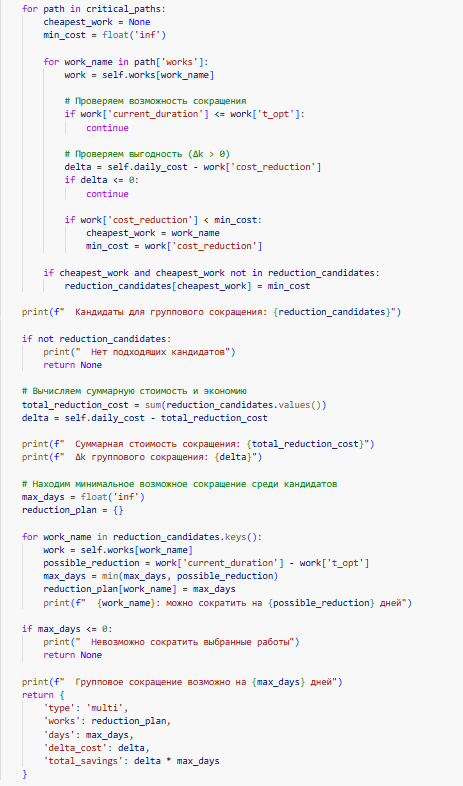 for path in critical_paths:
    cheapest_work = None
    min_cost = float('inf')

    for work_name in path['works']:
        work = self.works[work_name]

        # Проверяем возможность сокращения
        if work['current_duration'] <= work['t_opt']:
            continue

        # Проверяем выгодность (Δk > 0)
        delta = self.daily_cost - work['cost_reduction']
        if delta <= 0:
            continue

        if work['cost_reduction'] < min_cost:
            cheapest_work = work_name
            min_cost = work['cost_reduction']

    if cheapest_work and cheapest_work not in reduction_candidates:
        reduction_candidates[cheapest_work] = min_cost

print(f"  Кандидаты для группового сокращения: {reduction_candidates}")

if not reduction_candidates:
    print("  Нет подходящих кандидатов")
    return None

# Вычисляем суммарную стоимость и экономию
total_reduction_cost = sum(reduction_candidates.values())
delta = self.daily_cost - total_reduction_cost

print(f"  Суммарная стоимость сокращения: {total_reduction_cost}")
print(f"  Δk группового сокращения: {delta}")

# Находим минимальное возможное сокращение среди кандидатов
max_days = float('inf')
reduction_plan = {}

for work_name in reduction_candidates.keys():
    work = self.works[work_name]
    possible_reduction = work['current_duration'] - work['t_opt']
    max_days = min(max_days, possible_reduction)
    reduction_plan[work_name] = max_days
    print(f"  {work_name}: можно сократить на {possible_reduction} дней")

if max_days <= 0:
    print("  Невозможно сократить выбранные работы")
    return None

print(f"  Групповое сокращение возможно на {max_days} дней")
return {
    'type': 'multi',
    'works': reduction_plan,
    'days': max_days,
    'delta_cost': delta,
    'total_savings': delta * max_days
}